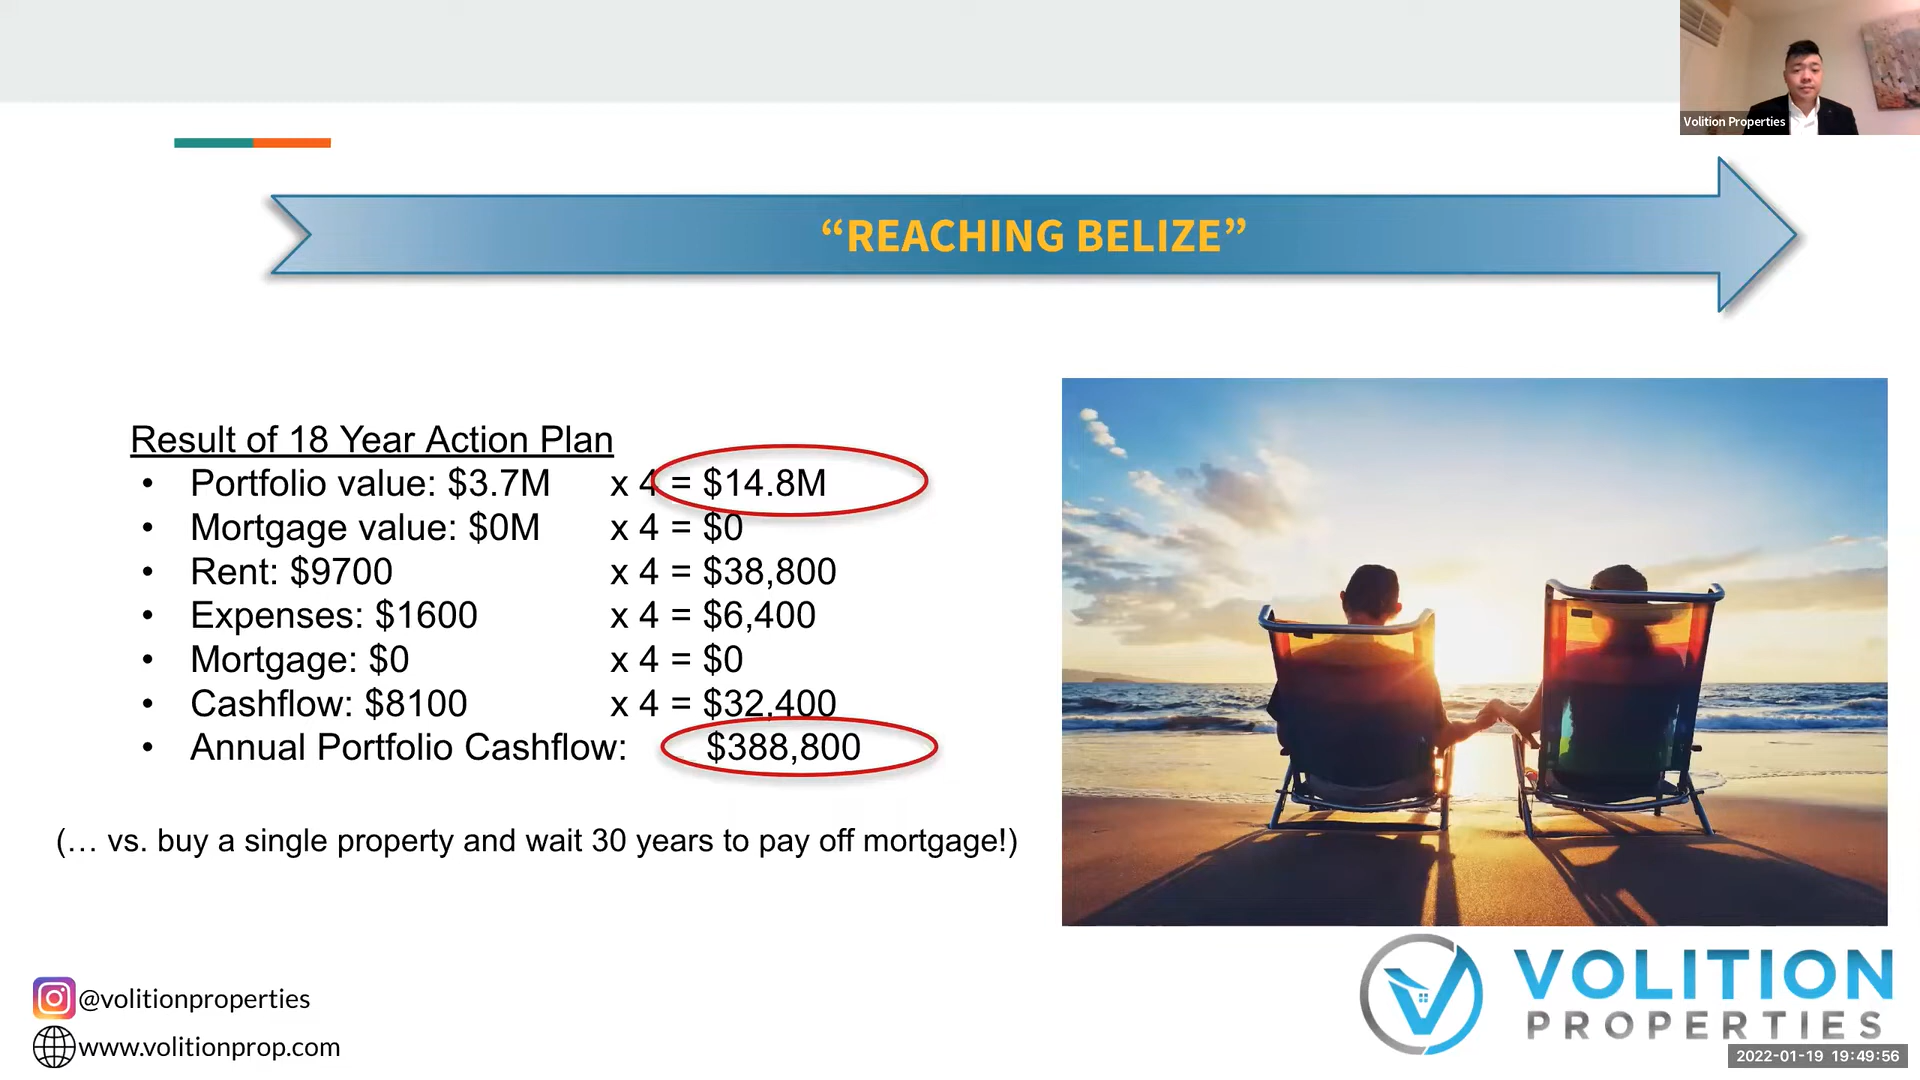 Volition Properties
“REACHING BELIZE”
Result of 18 Year Action Plan
• Portfolio value: $3.7M x 4 = $14.8M
• Mortgage value: $0M x 4 = $0
• Rent: $9700 x 4 = $38,800
• Expenses: $1600 x 4 = $6,400
• Mortgage: $0 x 4 = $0
• Cashflow: $8100 x 4 = $32,400
• Annual Portfolio Cashflow: $388,800
(… vs. buy a single property and wait 30 years to pay off mortgage!)
@volitionproperties
www.volitionprop.com
VOLITION
PROPERTIES
2022-01-19 19:49:56